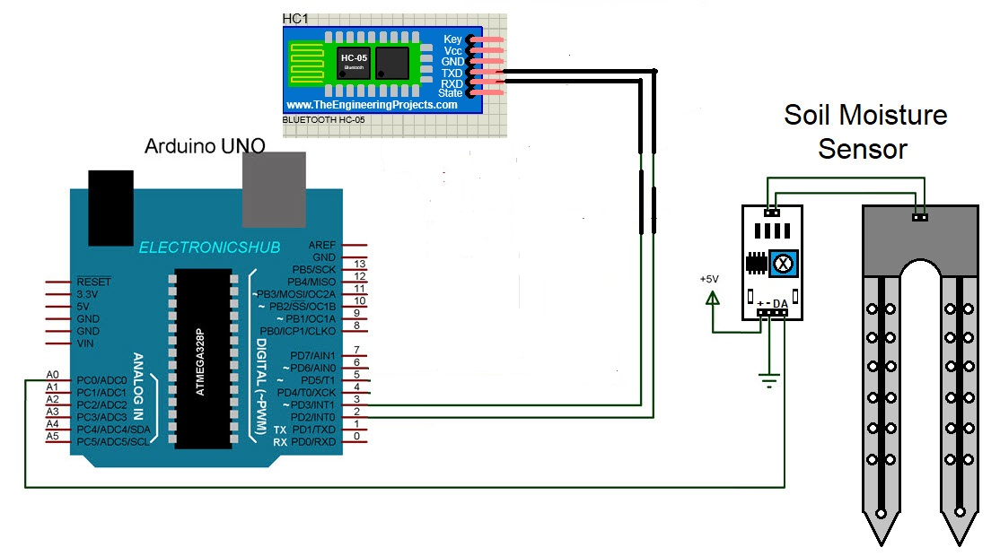 HC1
Key
Vcc
GND
TXD
RXD
State
HC-05
Bluetooth
www.TheEngineeringProjects.com
BLUETOOTH HC-05
Soil Moisture
Sensor
Arduino UNO
ELECTRONICSHUB
RESET
3.3V
5V
GND
GND
VIN
AREF
GND
PB5/SCK 13
PB4/MISO 12
~PB3/MOSI/OC2A 11
~ PB2/SS/OC1B 10
~ PB1/OC1A 9
PB0/ICP1/CLKO 8
PD7/AIN1 7
~PD6/AIN0 6
~ PD5/T1 5
PD4/T0/XCK 4
~ PD3/INT1 3
PD2/INT0 2
TX PD1/TXD 1
RX PD0/RXD 0
A0 PC0/ADC0
A1 PC1/ADC1
A2 PC2/ADC2
A3 PC3/ADC3
A4 PC4/ADC4/SDA
A5 PC5/ADC5/SCL
ANALOG IN
ATMEGA328P
DIGITAL (~PWM)
+5V
X
+ - D A